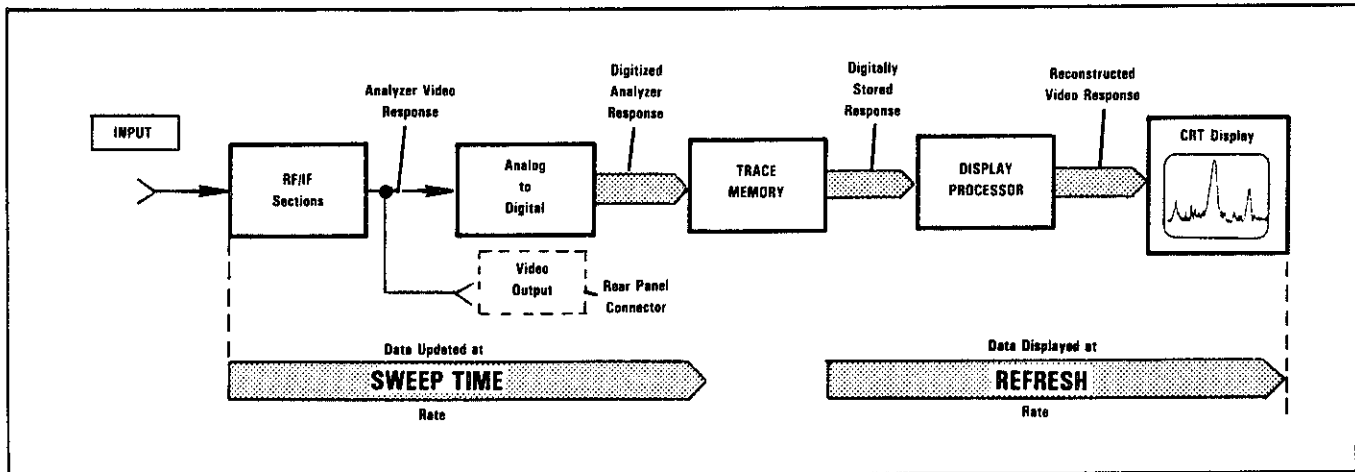 INPUT
RF/IF
Sections
Analyzer Video
Response
Analog
to
Digital
Video
Output
Rear Panel
Connector
Digitized
Analyzer
Response
TRACE
MEMORY
Digitally
Stored
Response
DISPLAY
PROCESSOR
Reconstructed
Video Response
CRT Display
Data Updated at
SWEEP TIME
Rate
Data Displayed at
REFRESH
Rate